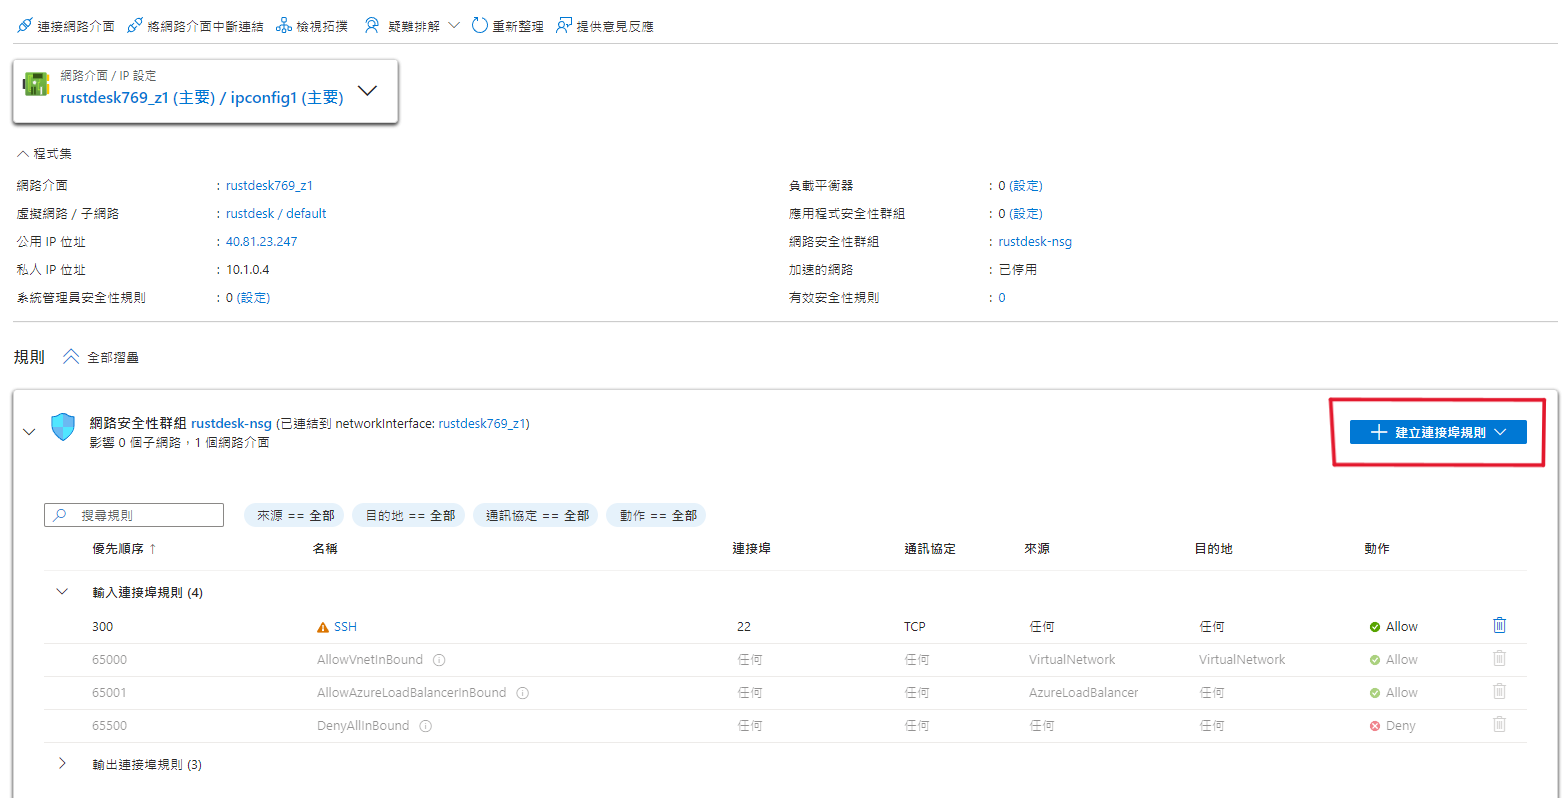 連接網路介面 將網路介面中斷連結 檢視拓撲 疑難排解 重新整理 提供意見反應
網路介面 / IP 設定
rustdesk769_z1 (主要) / ipconfig1 (主要)
程式集
網路介面 : rustdesk769_z1 負載平衡器 : 0 (設定)
虛擬網路 / 子網路 : rustdesk / default 應用程式安全性群組 : 0 (設定)
公用 IP 位址 : 40.81.23.247 網路安全性群組 : rustdesk-nsg
私人 IP 位址 : 10.1.0.4 加速的網路 : 已停用
系統管理員安全性規則 : 0 (設定) 有效安全性規則 : 0
規則 全部摺疊
網路安全性群組 rustdesk-nsg (已連結到 networkInterface: rustdesk769_z1)
影響 0 個子網路，1 個網路介面
建立連接埠規則
搜尋規則 來源 == 全部 目的地 == 全部 通訊協定 == 全部 動作 == 全部
優先順序 ↑ 名稱 連接埠 通訊協定 來源 目的地 動作
輸入連接埠規則 (4)
300 SSH 22 TCP 任何 任何 Allow
65000 AllowVnetInBound 任何 任何 VirtualNetwork VirtualNetwork Allow
65001 AllowAzureLoadBalancerInBound 任何 任何 AzureLoadBalancer 任何 Allow
65500 DenyAllInBound 任何 任何 任何 任何 Deny
輸出連接埠規則 (3)